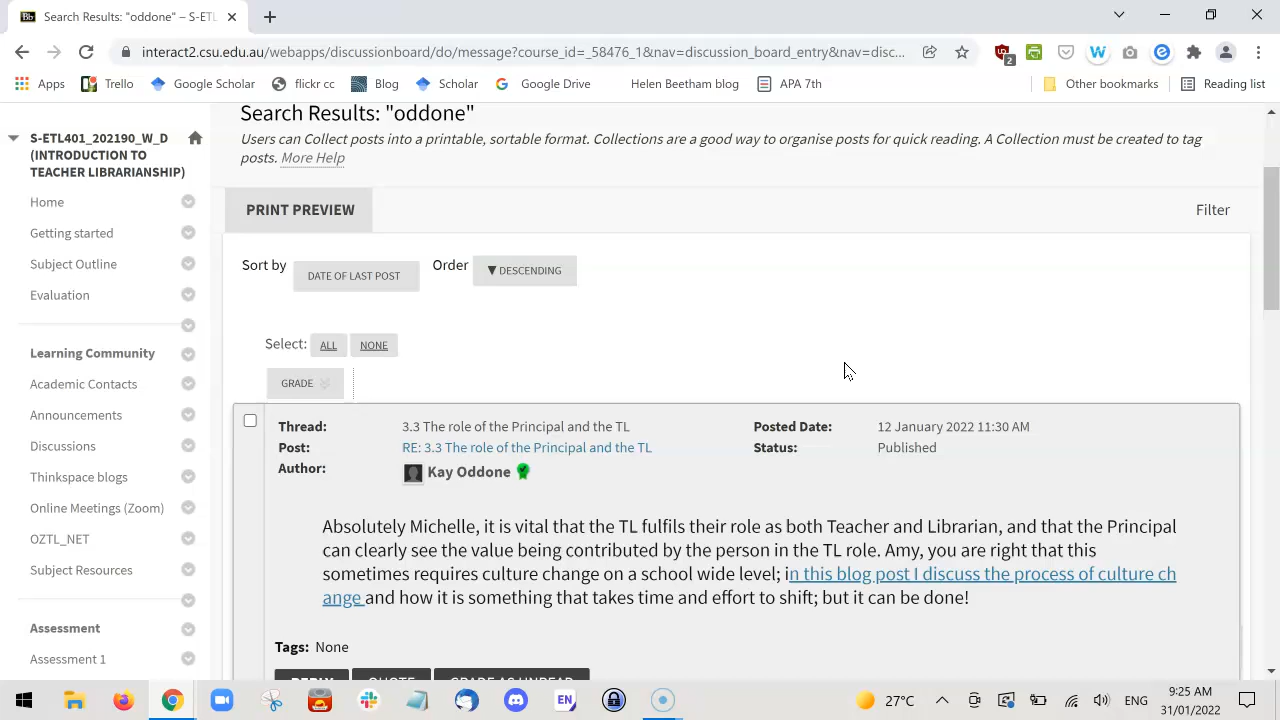 Search Results: "oddone" – S-ETL
interact2.csu.edu.au/webapps/discussionboard/do/message?course_id=_58476_1&nav=discussion_board_entry&nav=disc...
2
Apps Trello Google Scholar flickr cc Blog Scholar Google Drive Helen Beetham blog APA 7th Other bookmarks Reading list
S-ETL401_202190_W_D
(INTRODUCTION TO
TEACHER LIBRARIANSHIP)
Home
Getting started
Subject Outline
Evaluation
Learning Community
Academic Contacts
Announcements
Discussions
Thinkspace blogs
Online Meetings (Zoom)
OZTL_NET
Subject Resources
Assessment
Assessment 1
Search Results: "oddone"
Users can Collect posts into a printable, sortable format. Collections are a good way to organise posts for quick reading. A Collection must be created to tag
posts. More Help
PRINT PREVIEW Filter
Sort by DATE OF LAST POST Order DESCENDING
Select: ALL NONE
GRADE
Thread: 3.3 The role of the Principal and the TL Posted Date: 12 January 2022 11:30 AM
Post: RE: 3.3 The role of the Principal and the TL Status: Published
Author: Kay Oddone
Absolutely Michelle, it is vital that the TL fulfils their role as both Teacher and Librarian, and that the Principal
can clearly see the value being contributed by the person in the TL role. Amy, you are right that this
sometimes requires culture change on a school wide level; in this blog post I discuss the process of culture ch
ange and how it is something that takes time and effort to shift; but it can be done!
Tags: None
REPLY QUOTE GRADE AS UNREAD
EN 27°C ENG 9:25 AM
31/01/2022